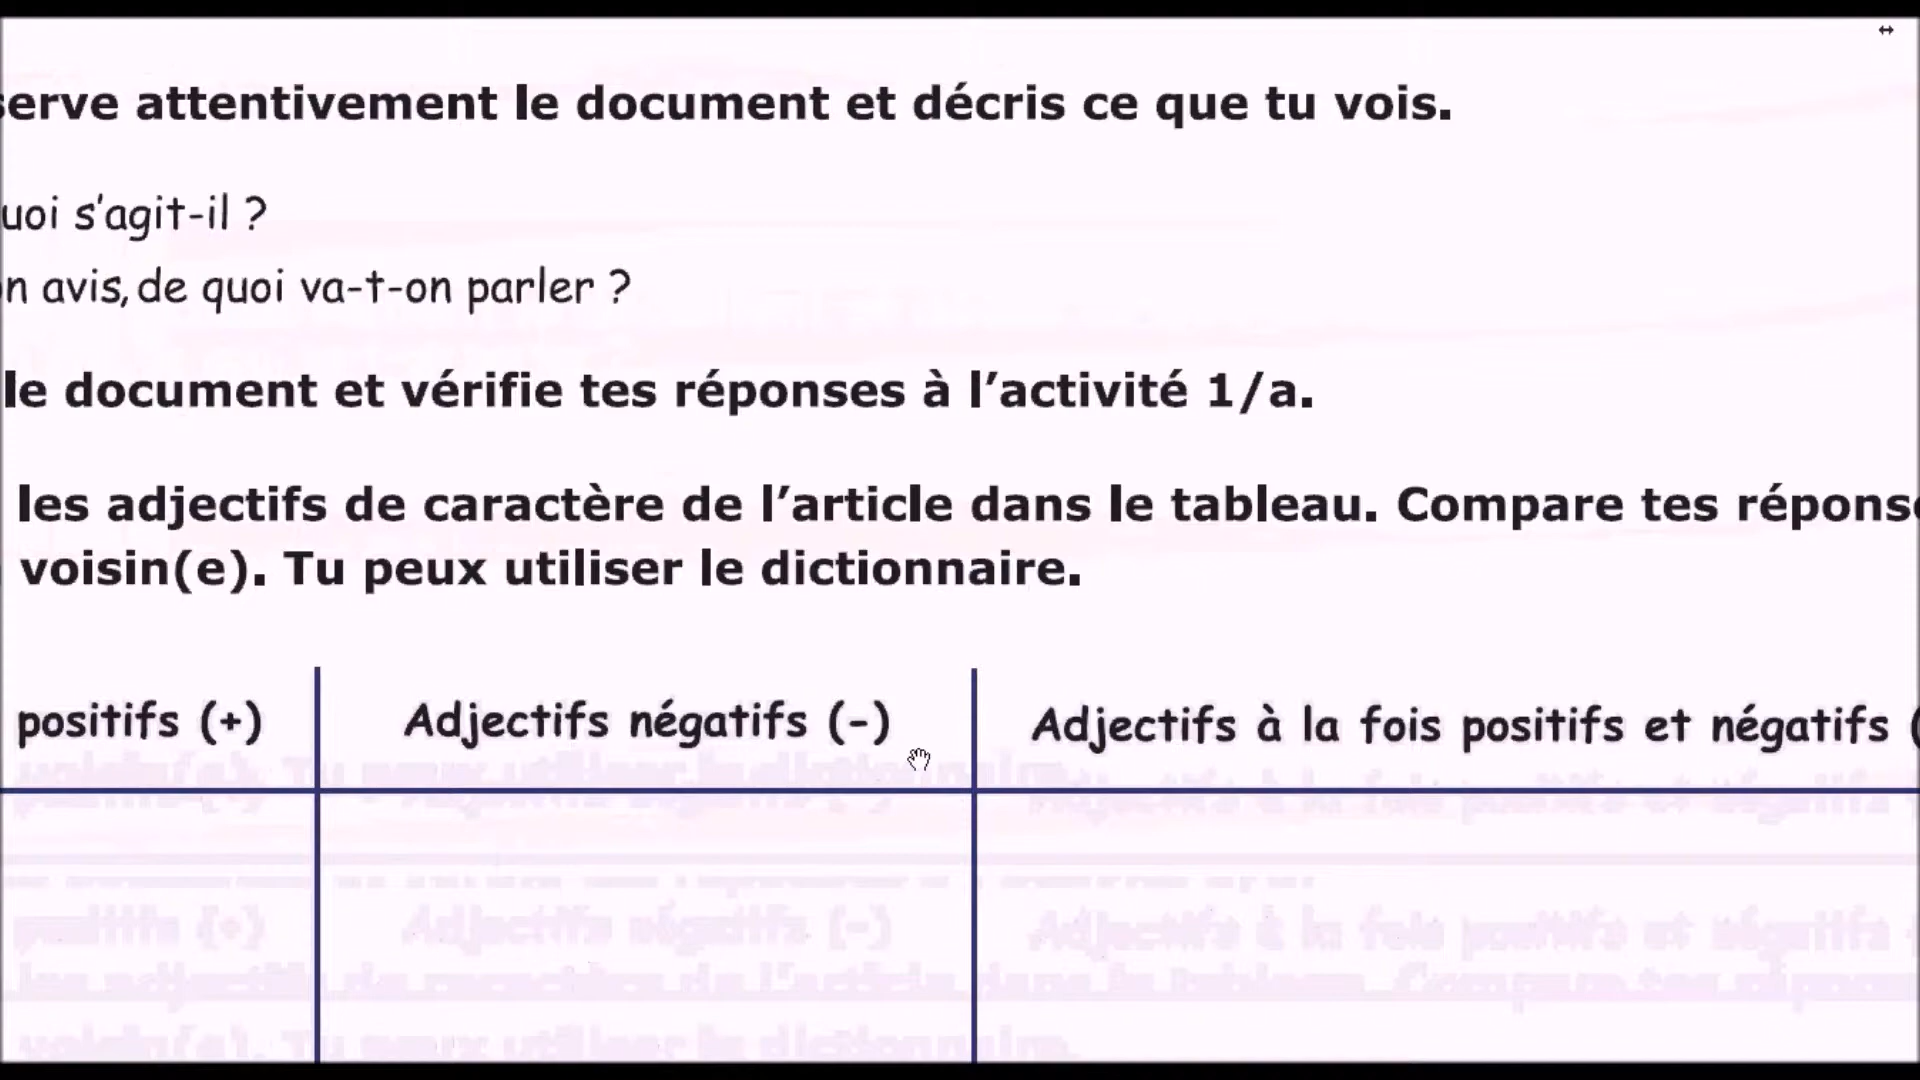 serve attentivement le document et décris ce que tu vois.
uoi s'agit-il ?
n avis, de quoi va-t-on parler ?
le document et vérifie tes réponses à l'activité 1/a.
les adjectifs de caractère de l'article dans le tableau. Compare tes répons
voisin(e). Tu peux utiliser le dictionnaire.
positifs (+) Adjectifs négatifs (-) Adjectifs à la fois positifs et négatifs (